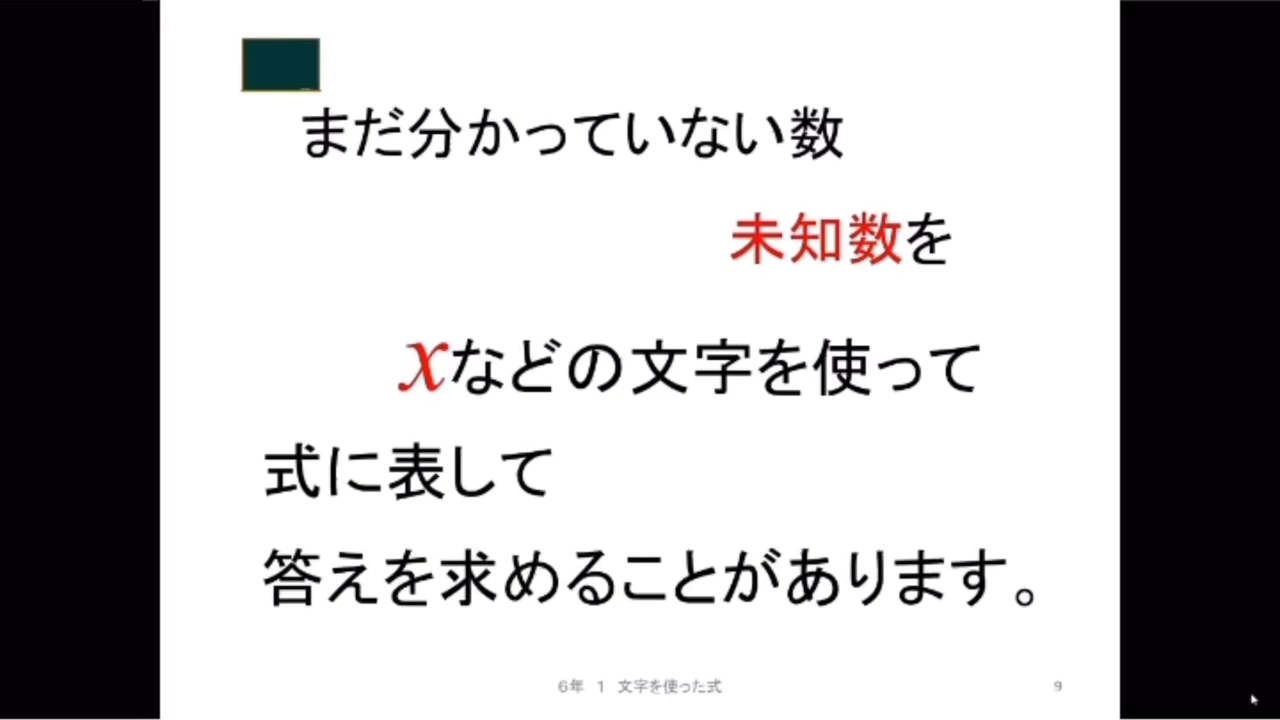 まだ分かっていない数
未知数を
xなどの文字を使って
式に表して
答えを求めることがあります。
6年 1 文字を使った式
9